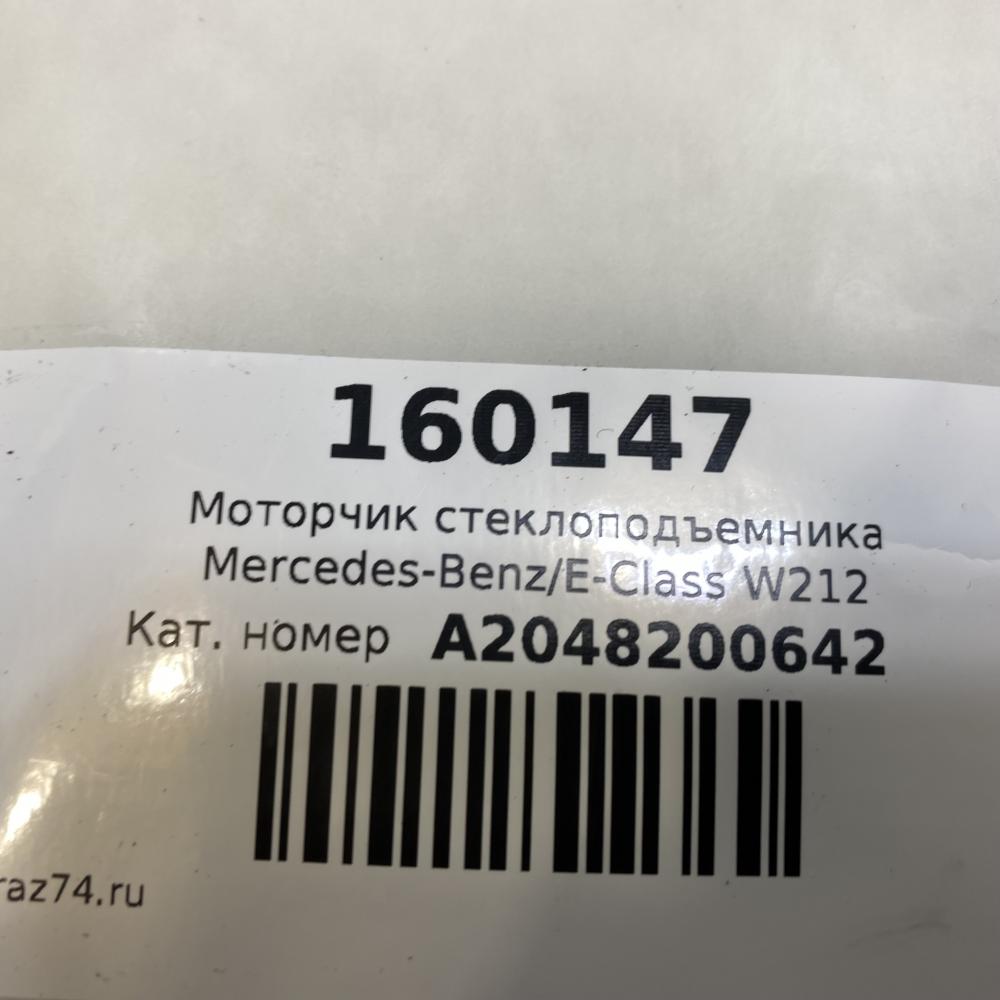 160147
Моторчик стеклоподъемника
Mercedes-Benz/E-Class W212
Кат. номер A2048200642
raz74.ru